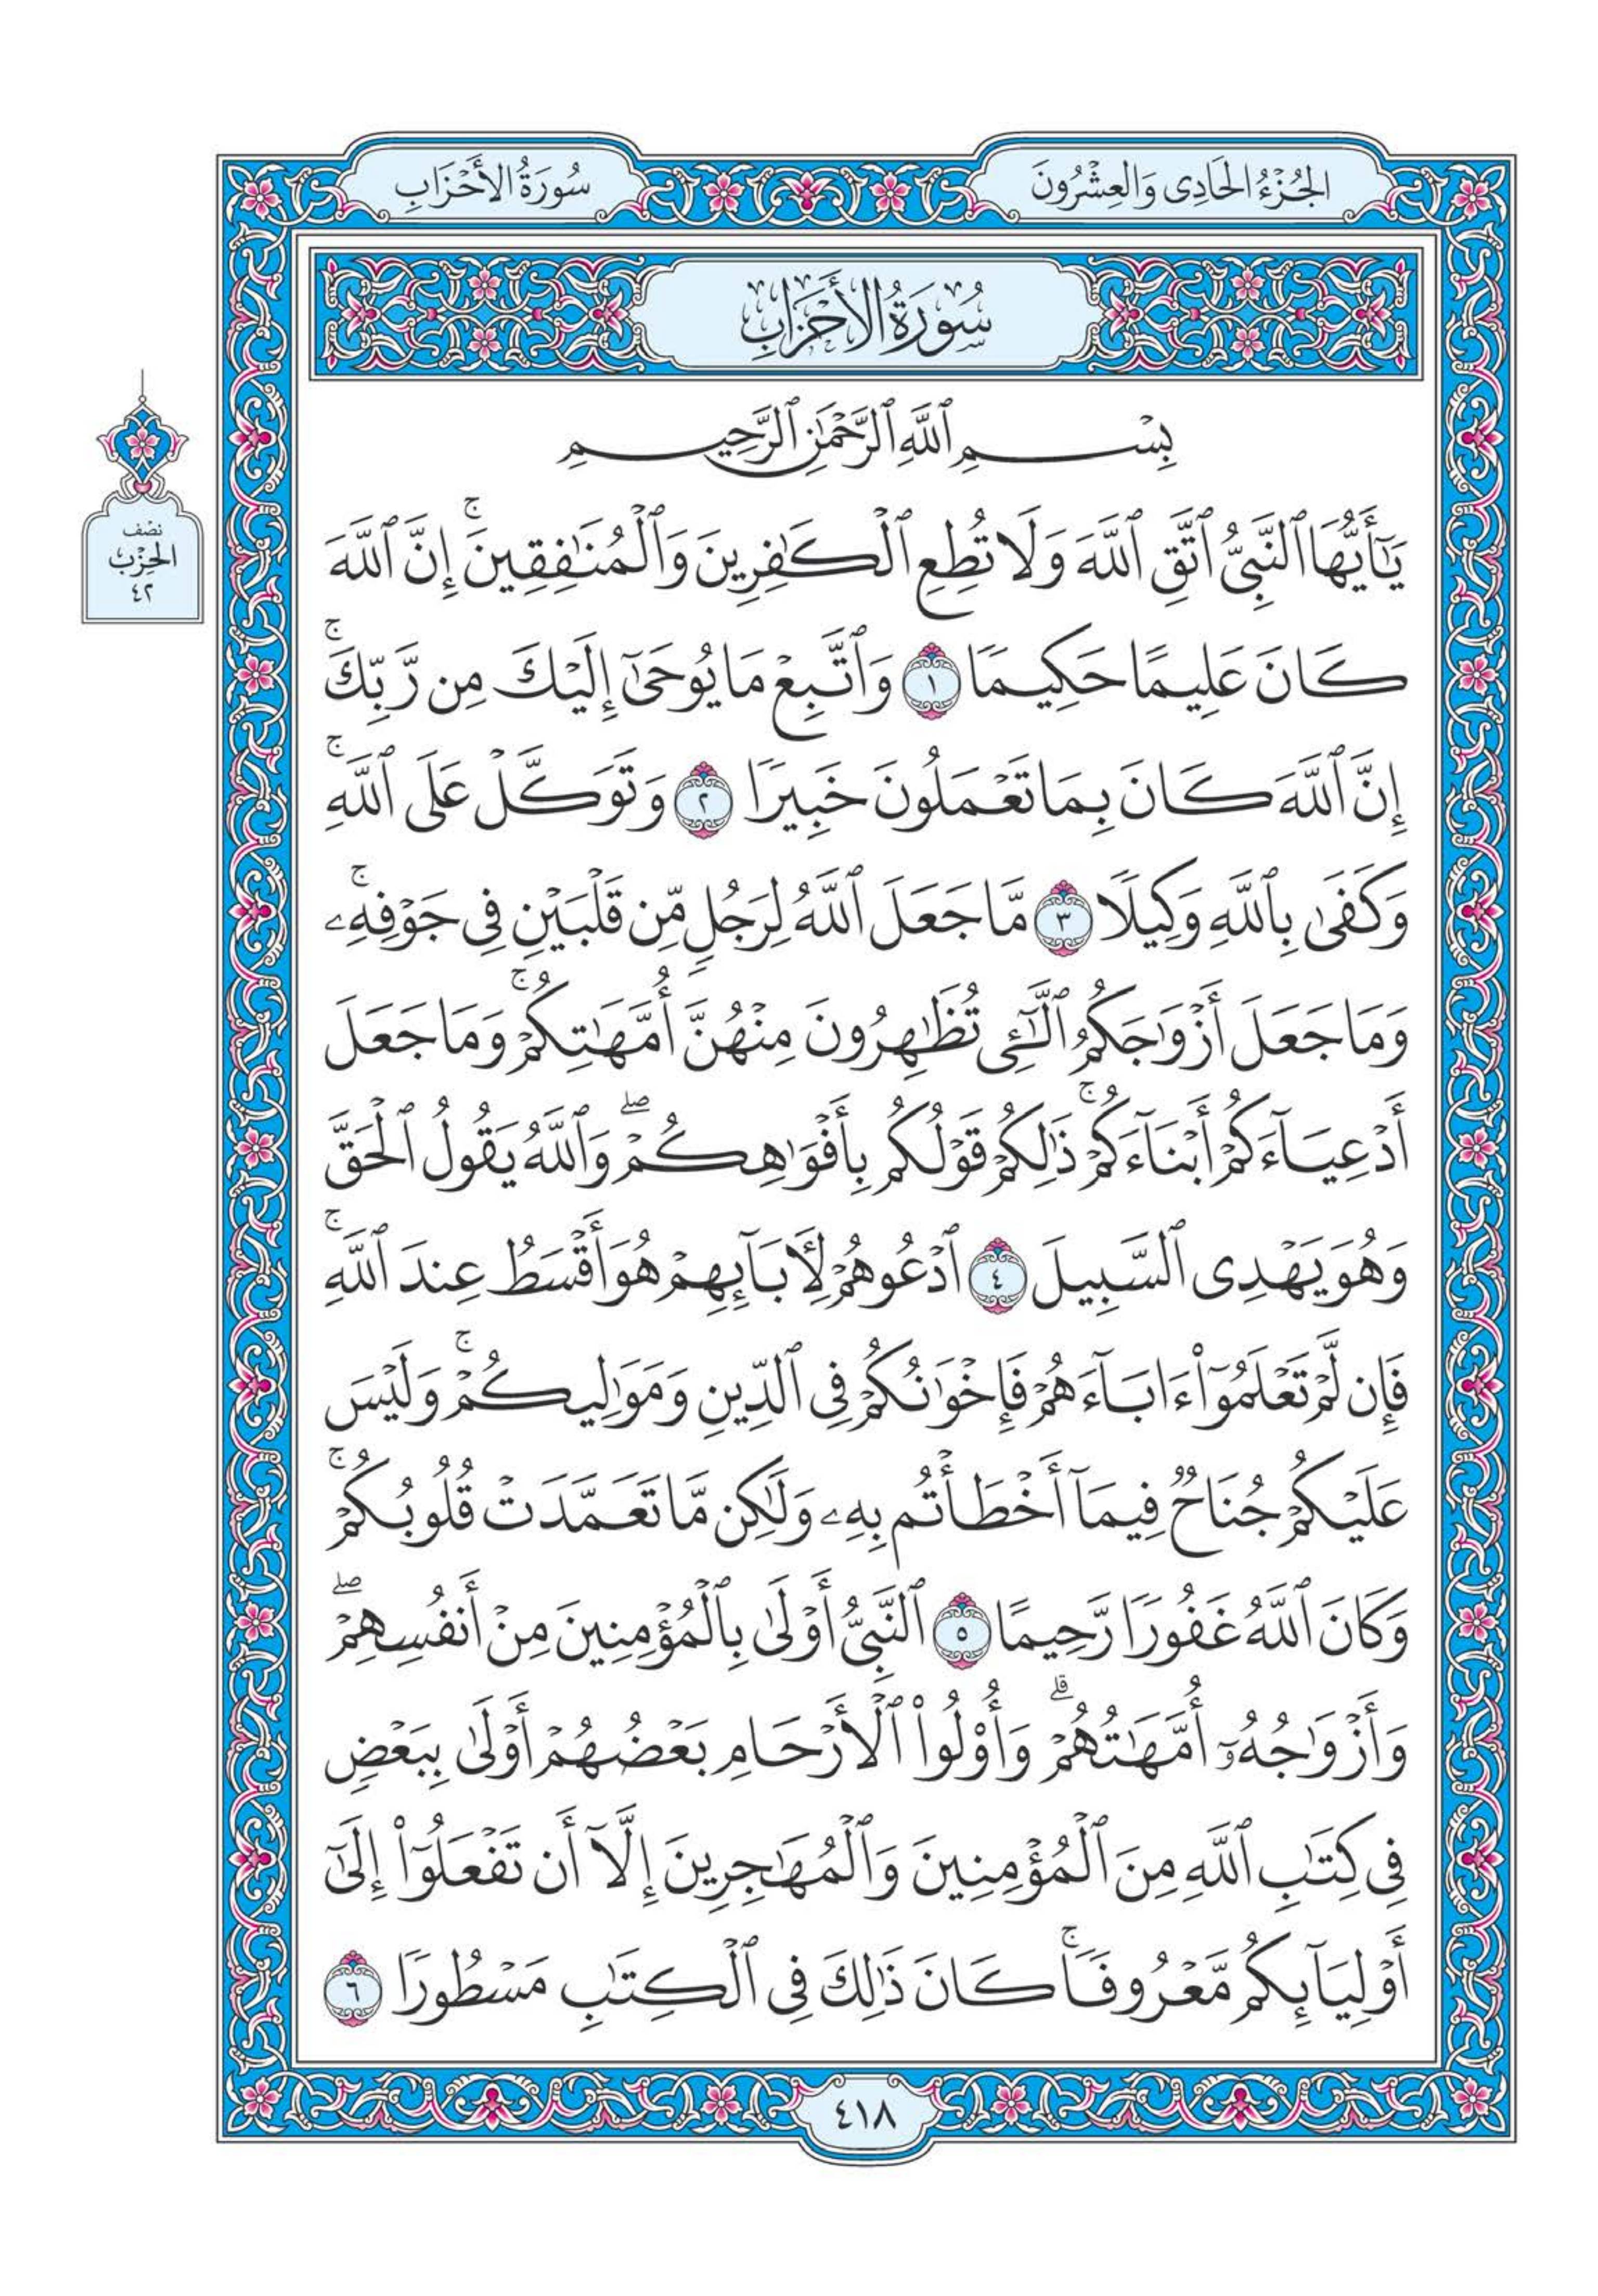 الجُزْءُ الحَادِى وَالعِشْرُونَ
سُورَةُ الأَحْزَابِ
سُورَةُ الأَحْزَابِ
بِسْمِ ٱللَّهِ ٱلرَّحْمَٰنِ ٱلرَّحِيمِ
نصْف
الحِزْب
٤٢
يَـٰٓأَيُّهَا ٱلنَّبِىُّ ٱتَّقِ ٱللَّهَ وَلَا تُطِعِ ٱلْكَـٰفِرِينَ وَٱلْمُنَـٰفِقِينَ ۚ إِنَّ ٱللَّهَ
كَانَ عَلِيمًا حَكِيمًا ١ وَٱتَّبِعْ مَا يُوحَىٰٓ إِلَيْكَ مِن رَّبِّكَ ۚ
إِنَّ ٱللَّهَ كَانَ بِمَا تَعْمَلُونَ خَبِيرًا ٢ وَتَوَكَّلْ عَلَى ٱللَّهِ ۚ
وَكَفَىٰ بِٱللَّهِ وَكِيلًا ٣ مَّا جَعَلَ ٱللَّهُ لِرَجُلٍ مِّن قَلْبَيْنِ فِى جَوْفِهِۦ ۚ
وَمَا جَعَلَ أَزْوَٰجَكُمُ ٱلَّـٰٓـِٔى تُظَـٰهِرُونَ مِنْهُنَّ أُمَّهَـٰتِكُمْ ۚ وَمَا جَعَلَ
أَدْعِيَآءَكُمْ أَبْنَآءَكُمْ ۚ ذَٰلِكُمْ قَوْلُكُم بِأَفْوَٰهِكُمْ ۖ وَٱللَّهُ يَقُولُ ٱلْحَقَّ
وَهُوَ يَهْدِى ٱلسَّبِيلَ ٤ ٱدْعُوهُمْ لِـَٔابَآئِهِمْ هُوَ أَقْسَطُ عِندَ ٱللَّهِ ۚ
فَإِن لَّمْ تَعْلَمُوٓا۟ ءَابَآءَهُمْ فَإِخْوَٰنُكُمْ فِى ٱلدِّينِ وَمَوَٰلِيكُمْ ۚ وَلَيْسَ
عَلَيْكُمْ جُنَاحٌ فِيمَآ أَخْطَأْتُم بِهِۦ وَلَـٰكِن مَّا تَعَمَّدَتْ قُلُوبُكُمْ ۚ
وَكَانَ ٱللَّهُ غَفُورًا رَّحِيمًا ٥ ٱلنَّبِىُّ أَوْلَىٰ بِٱلْمُؤْمِنِينَ مِنْ أَنفُسِهِمْ ۖ
وَأَزْوَٰجُهُۥٓ أُمَّهَـٰتُهُمْ ۗ وَأُو۟لُوا۟ ٱلْأَرْحَامِ بَعْضُهُمْ أَوْلَىٰ بِبَعْضٍ
فِى كِتَـٰبِ ٱللَّهِ مِنَ ٱلْمُؤْمِنِينَ وَٱلْمُهَـٰجِرِينَ إِلَّآ أَن تَفْعَلُوٓا۟ إِلَىٰٓ
أَوْلِيَآئِكُم مَّعْرُوفًا ۚ كَانَ ذَٰلِكَ فِى ٱلْكِتَـٰبِ مَسْطُورًا ٦
٤١٨